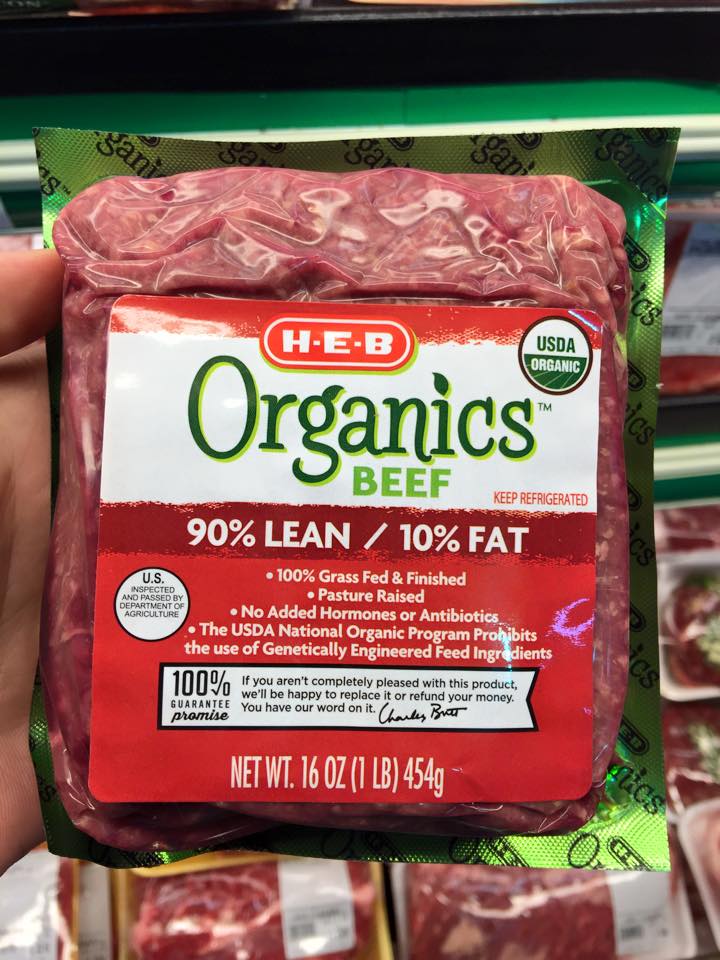 H-E-B
Organics™
BEEF
USDA
ORGANIC
KEEP REFRIGERATED
90% LEAN / 10% FAT
• 100% Grass Fed & Finished
• Pasture Raised
• No Added Hormones or Antibiotics
• The USDA National Organic Program Prohibits
the use of Genetically Engineered Feed Ingredients
U.S.
INSPECTED
AND PASSED BY
DEPARTMENT OF
AGRICULTURE
100%
GUARANTEE
promise
If you aren't completely pleased with this product,
we'll be happy to replace it or refund your money.
You have our word on it. Charles Butt
NET WT. 16 OZ (1 LB) 454g